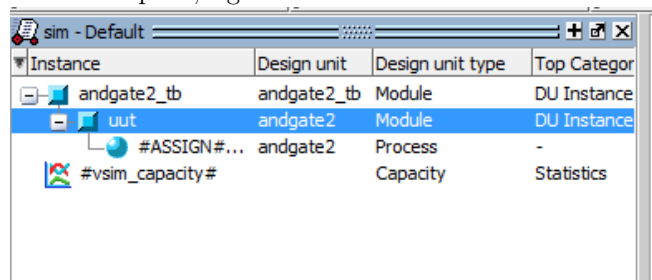 sim - Default
Instance Design unit Design unit type Top Categor
andgate2_tb andgate2_tb Module DU Instance
uut andgate2 Module DU Instance
#ASSIGN#... andgate2 Process -
#vsim_capacity# Capacity Statistics